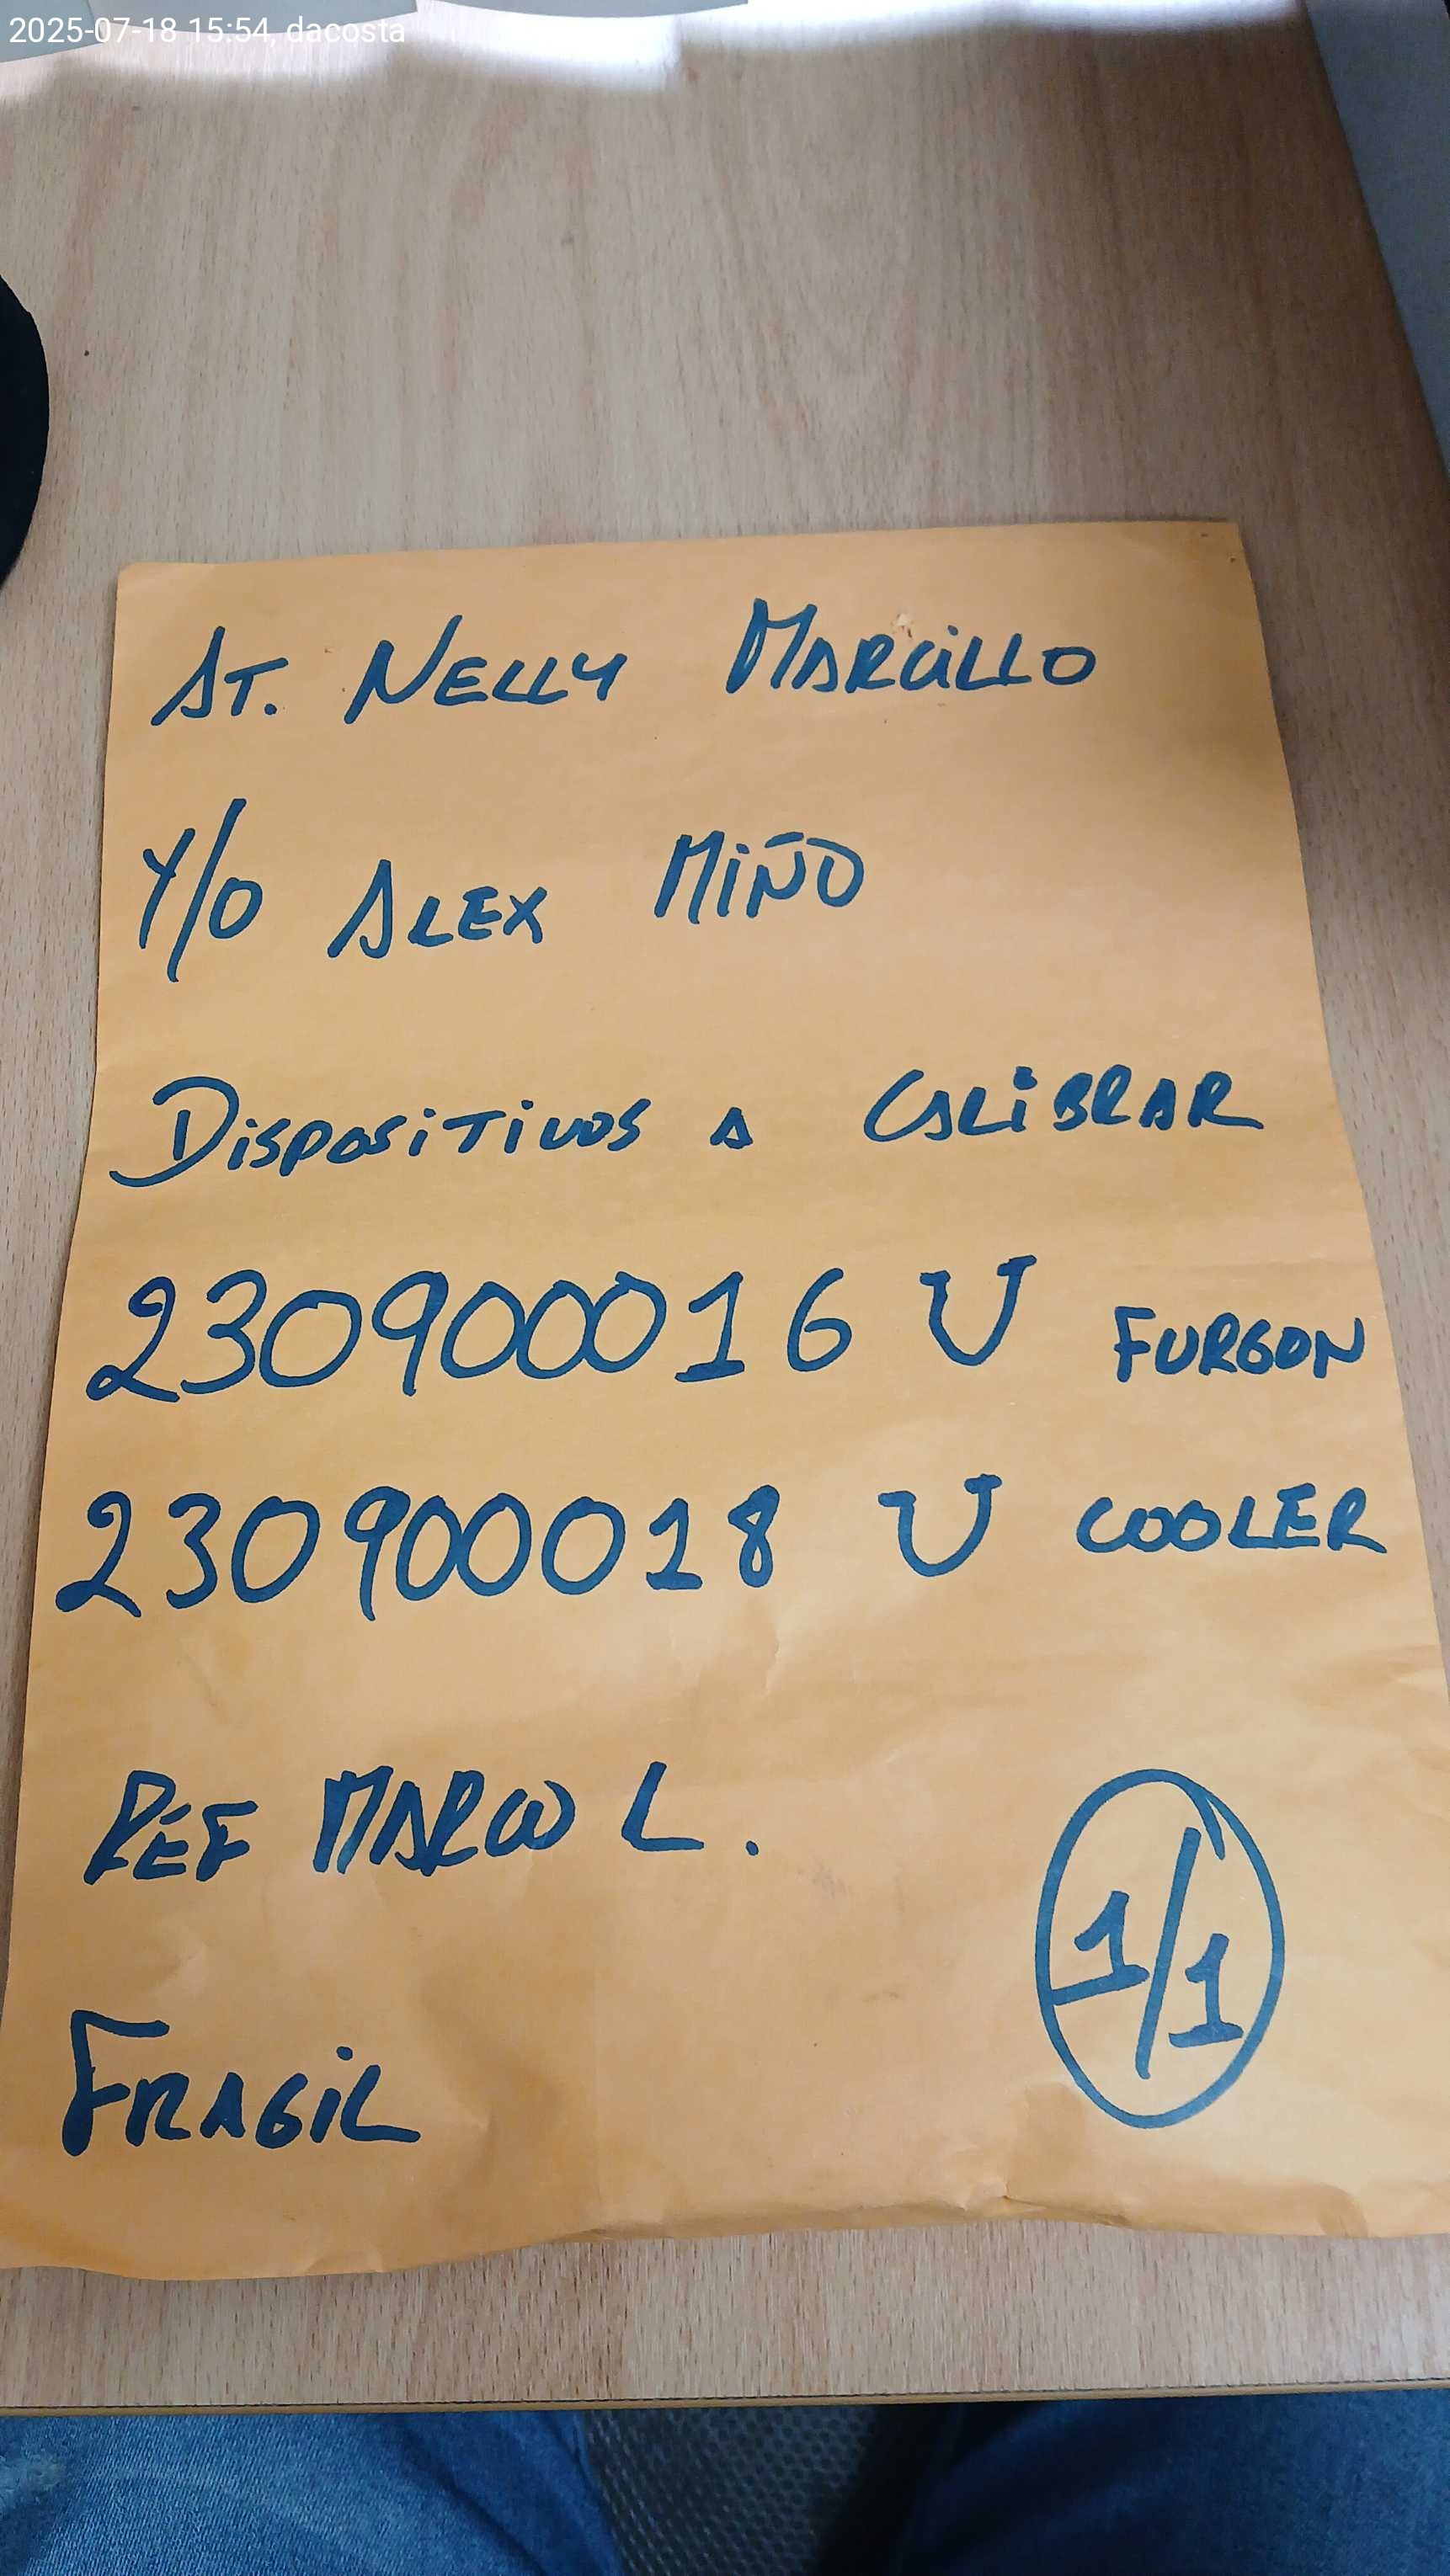 2025-07-18 15:54, dacosta
AT. NELLY MARCILLO
Y/O ALEX MIÑO
DISPOSITIVOS A CALIBRAR
230900016 U FURGON
230900018 U COOLER
REF MARCO L.
1/1
FRAGIL